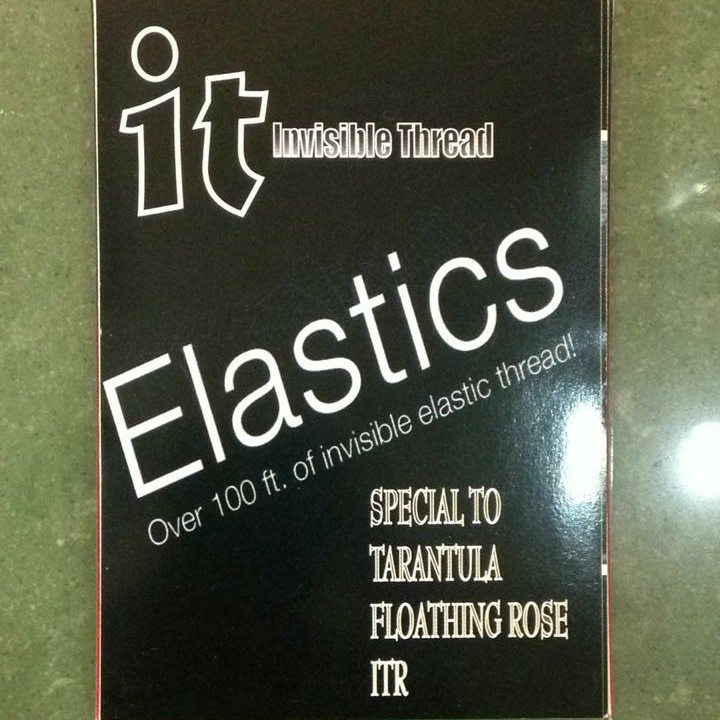 it Invisible Thread
Elastics
Over 100 ft. of invisible elastic thread!
SPECIAL TO
TARANTULA
FLOATHING ROSE
ITR